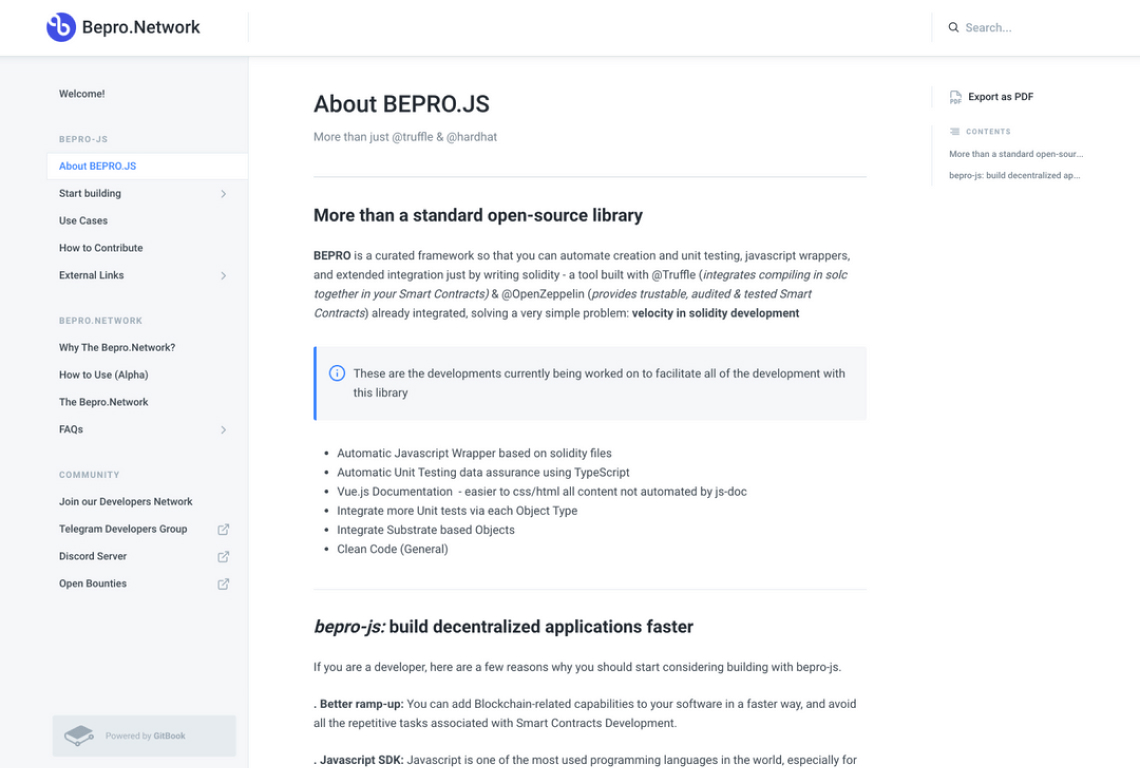 Bepro.Network
Search...
Welcome!
BEPRO-JS
About BEPRO.JS
Start building
Use Cases
How to Contribute
External Links
BEPRO.NETWORK
Why The Bepro.Network?
How to Use (Alpha)
The Bepro.Network
FAQs
COMMUNITY
Join our Developers Network
Telegram Developers Group
Discord Server
Open Bounties
Powered by GitBook
About BEPRO.JS
More than just @truffle & @hardhat
More than a standard open-source library
BEPRO is a curated framework so that you can automate creation and unit testing, javascript wrappers,
and extended integration just by writing solidity - a tool built with @Truffle (integrates compiling in solc
together in your Smart Contracts) & @OpenZeppelin (provides trustable, audited & tested Smart
Contracts) already integrated, solving a very simple problem: velocity in solidity development
These are the developments currently being worked on to facilitate all of the development with
this library
• Automatic Javascript Wrapper based on solidity files
• Automatic Unit Testing data assurance using TypeScript
• Vue.js Documentation - easier to css/html all content not automated by js-doc
• Integrate more Unit tests via each Object Type
• Integrate Substrate based Objects
• Clean Code (General)
bepro-js: build decentralized applications faster
If you are a developer, here are a few reasons why you should start considering building with bepro-js.
. Better ramp-up: You can add Blockchain-related capabilities to your software in a faster way, and avoid
all the repetitive tasks associated with Smart Contracts Development.
. Javascript SDK: Javascript is one of the most used programming languages in the world, especially for
PDF
Export as PDF
CONTENTS
More than a standard open-sour...
bepro-js: build decentralized ap...